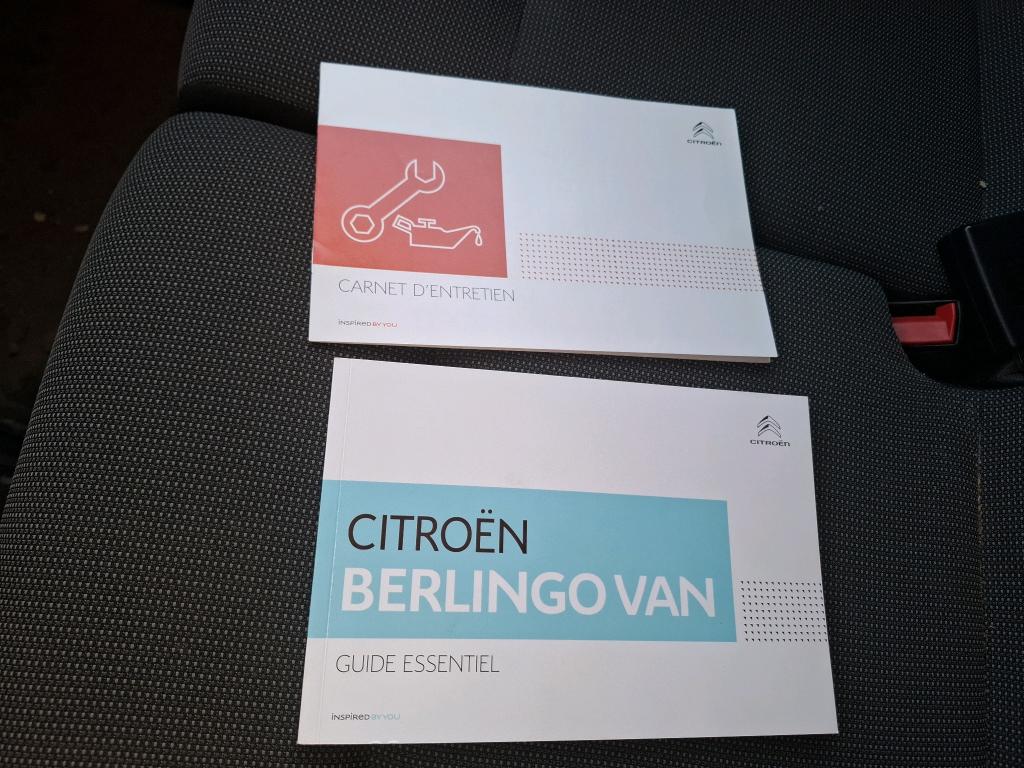 CITROËN
CARNET D'ENTRETIEN
INSPIRED BY YOU
CITROËN
CITROËN
BERLINGO VAN
GUIDE ESSENTIEL
INSPIRED BY YOU